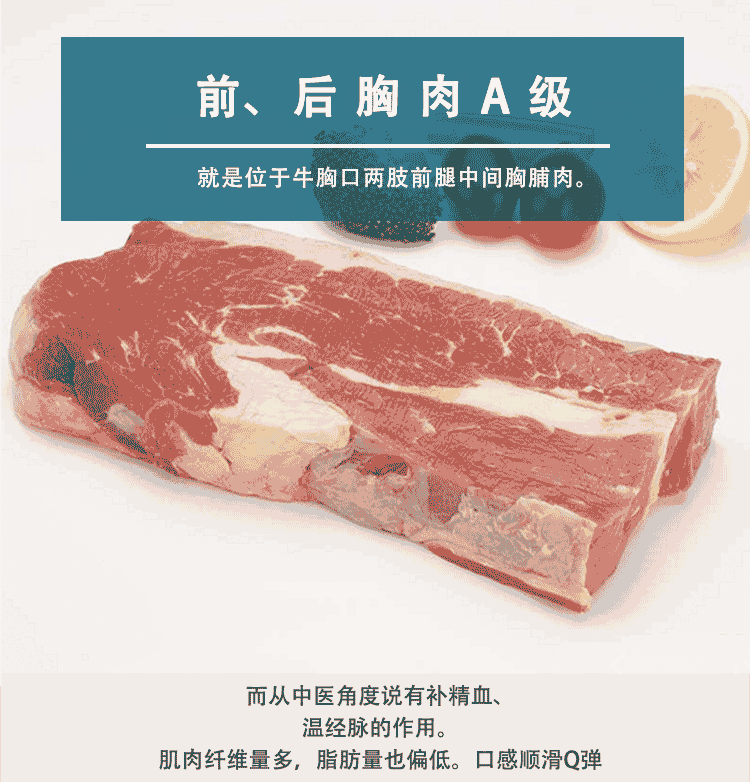 前、后胸肉A级
就是位于牛胸口两肢前腿中间胸脯肉。
而从中医角度说有补精血、
温经脉的作用。
肌肉纤维量多，脂肪量也偏低。口感顺滑Q弹